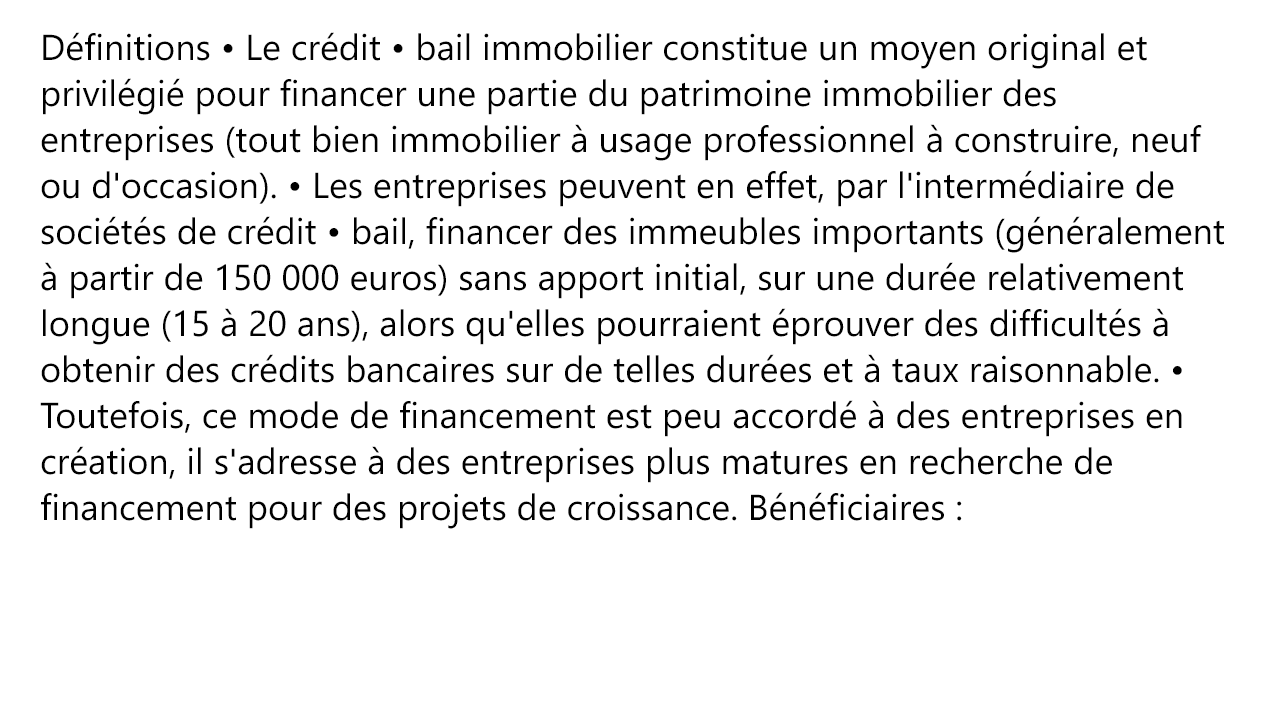 Définitions • Le crédit • bail immobilier constitue un moyen original et
privilégié pour financer une partie du patrimoine immobilier des
entreprises (tout bien immobilier à usage professionnel à construire, neuf
ou d'occasion). • Les entreprises peuvent en effet, par l'intermédiaire de
sociétés de crédit • bail, financer des immeubles importants (généralement
à partir de 150 000 euros) sans apport initial, sur une durée relativement
longue (15 à 20 ans), alors qu'elles pourraient éprouver des difficultés à
obtenir des crédits bancaires sur de telles durées et à taux raisonnable. •
Toutefois, ce mode de financement est peu accordé à des entreprises en
création, il s'adresse à des entreprises plus matures en recherche de
financement pour des projets de croissance. Bénéficiaires :